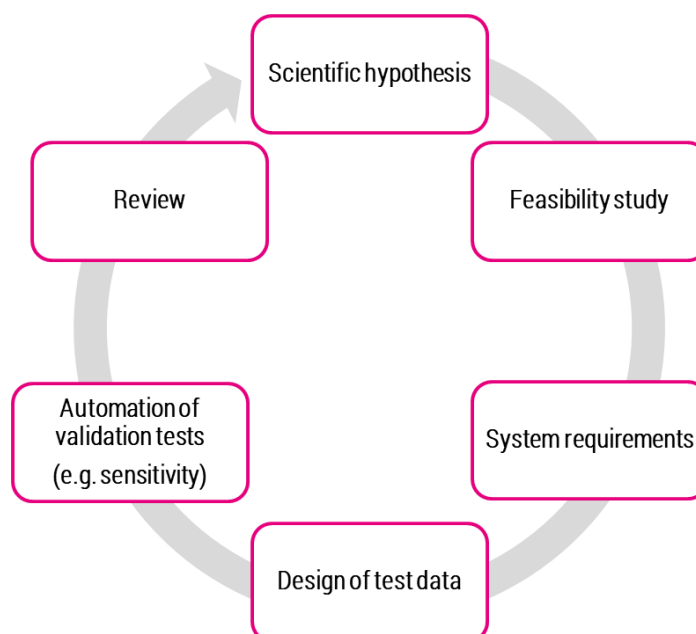 Scientific hypothesis
Feasibility study
System requirements
Design of test data
Automation of
validation tests
(e.g. sensitivity)
Review